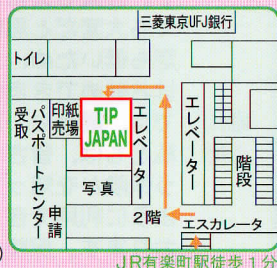 三菱東京UFJ銀行
トイレ
受取
パスポートセンター
申請
印紙
売場
TIP
JAPAN
エレベーター
エレベーター
階段
写真
2階
エスカレータ
JR有楽町駅徒歩1分
)